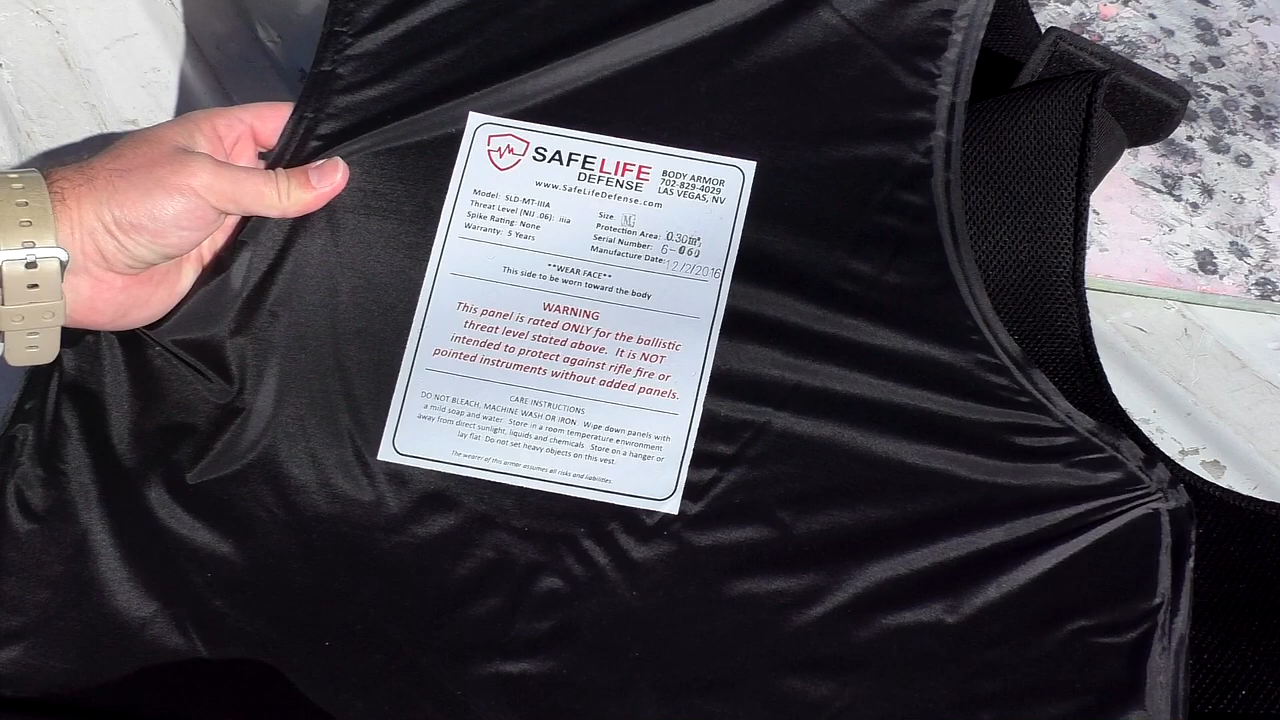 SAFELIFE
DEFENSE
BODY ARMOR
702-829-4029
LAS VEGAS, NV
www.SafeLifeDefense.com
Model: SLD-MT-IIIA
Threat Level (NIJ .06): iiia
Spike Rating: None
Warranty: 5 Years
Size:
Protection Area: 0.30m²
Serial Number: 6-060
Manufacture Date: 12/2/2016
**WEAR FACE**
This side to be worn toward the body
WARNING
This panel is rated ONLY for the ballistic
threat level stated above. It is NOT
intended to protect against rifle fire or
pointed instruments without added panels.
CARE INSTRUCTIONS
DO NOT BLEACH, MACHINE WASH OR IRON Wipe down panels with
a mild soap and water Store in a room temperature environment
away from direct sunlight, liquids and chemicals Store on a hanger or
lay flat Do not set heavy objects on this vest.
The wearer of this armor assumes all risks and liabilities.